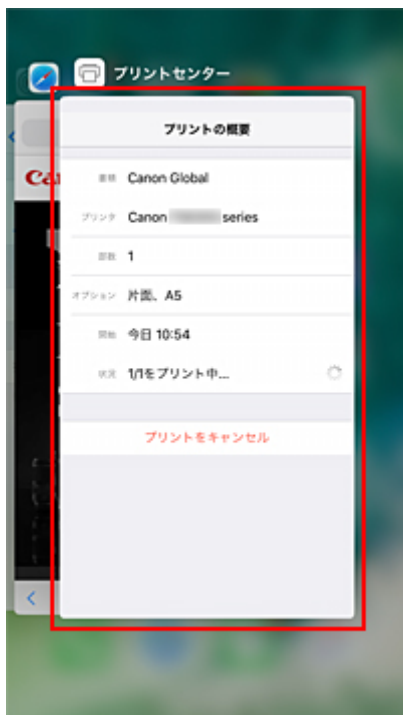 プリントセンター
プリントの概要
Ca
書類 Canon Global
プリンタ Canon series
部数 1
オプション 片面、A5
開始 今日 10:54
状況 1/1をプリント中...
プリントをキャンセル